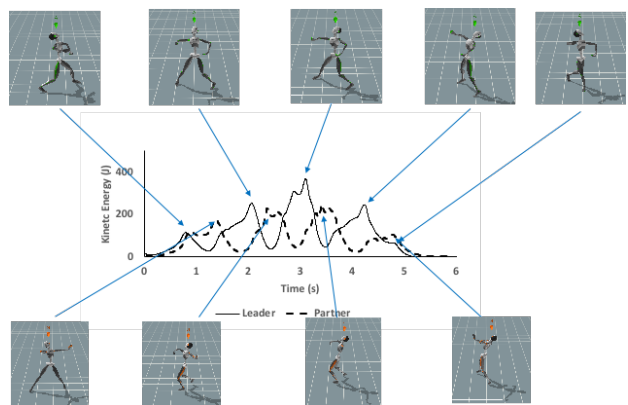 Kinetc Energy (J)
400
200
0
0 1 2 3 4 5 6
Time (s)
Leader Partner